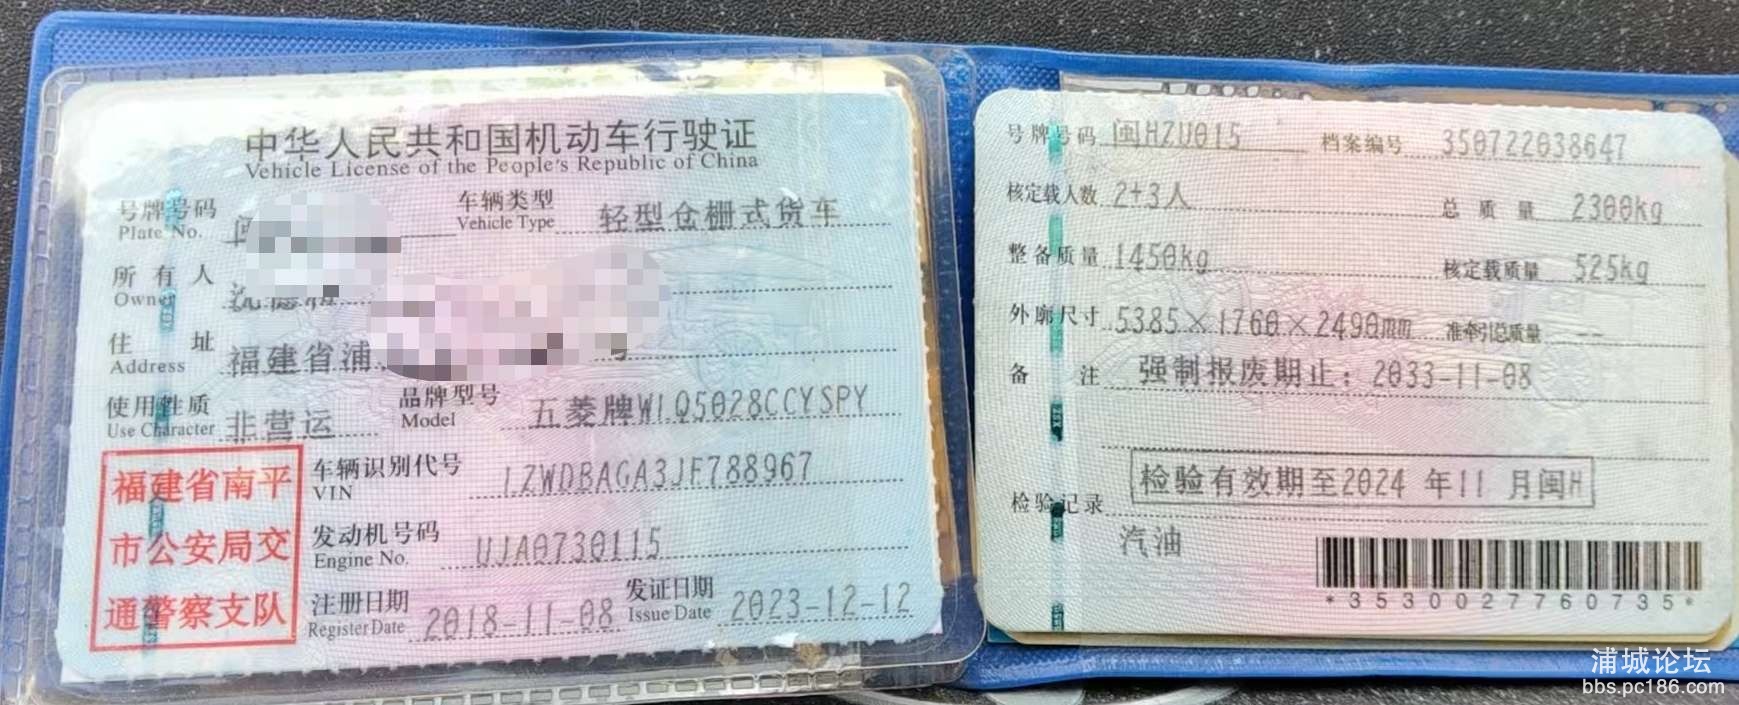 中华人民共和国机动车行驶证
Vehicle License of the People's Republic of China
号牌号码
Plate No.
车辆类型 轻型仓栅式货车
Vehicle Type
所有人
Owner
住址 福建省浦
Address
使用性质 非营运
Use Character
品牌型号 五菱牌WLQ5028CCYSPY
Model
福建省南平
市公安局交
通警察支队
车辆识别代号 LZWDBAGA3JF788967
VIN
发动机号码 UJA0730115
Engine No.
注册日期 2018-11-08
Register Date
发证日期 2023-12-12
Issue Date
号牌号码 闽HZU015 档案编号 350722038647
核定载人数 2+3人 总质量 2300kg
整备质量 1450kg 核定载质量 525kg
外廓尺寸 5385×1760×2490mm 准牵引总质量 --
备注 强制报废期止：2033-11-08
检验记录 检验有效期至2024 年11 月闽H
汽油
*3530027760735*
浦城论坛
bbs.pc186.com